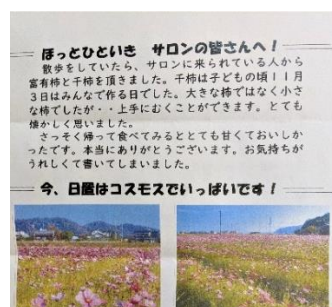 ほっとひといき　サロンの皆さんへ！
散歩をしていたら、サロンに来られている人から
富有柿と干柿を頂きました。干柿は子どもの頃１１月
３日はみんなで作る日でした。大きな柿ではなく小さ
な柿でしたが・・上手にむくことができます。とても
懐かしく思いました。
さっそく帰って食べてみるととても甘くておいしか
ったです。本当にありがとうございます。お気持ちが
うれしくて書いてしまいました。
今、日置はコスモスでいっぱいです！